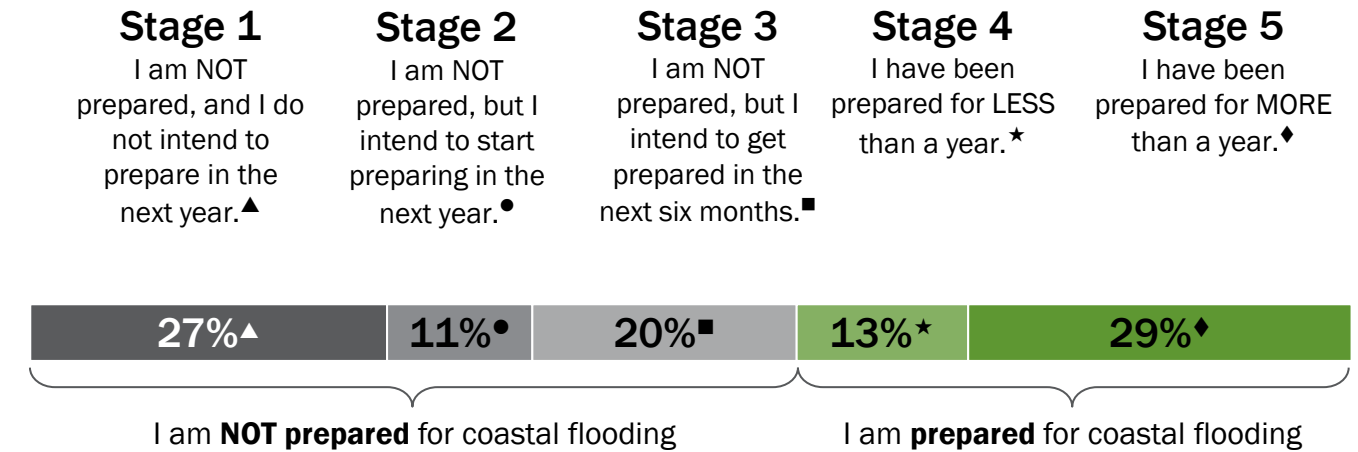 Stage 1
I am NOT
prepared, and I do
not intend to
prepare in the
next year.▲
Stage 2
I am NOT
prepared, but I
intend to start
preparing in the
next year.●
Stage 3
I am NOT
prepared, but I
intend to get
prepared in the
next six months.■
Stage 4
I have been
prepared for LESS
than a year.★
Stage 5
I have been
prepared for MORE
than a year.♦
27%▲
11%●
20%■
13%★
29%♦
I am NOT prepared for coastal flooding
I am prepared for coastal flooding